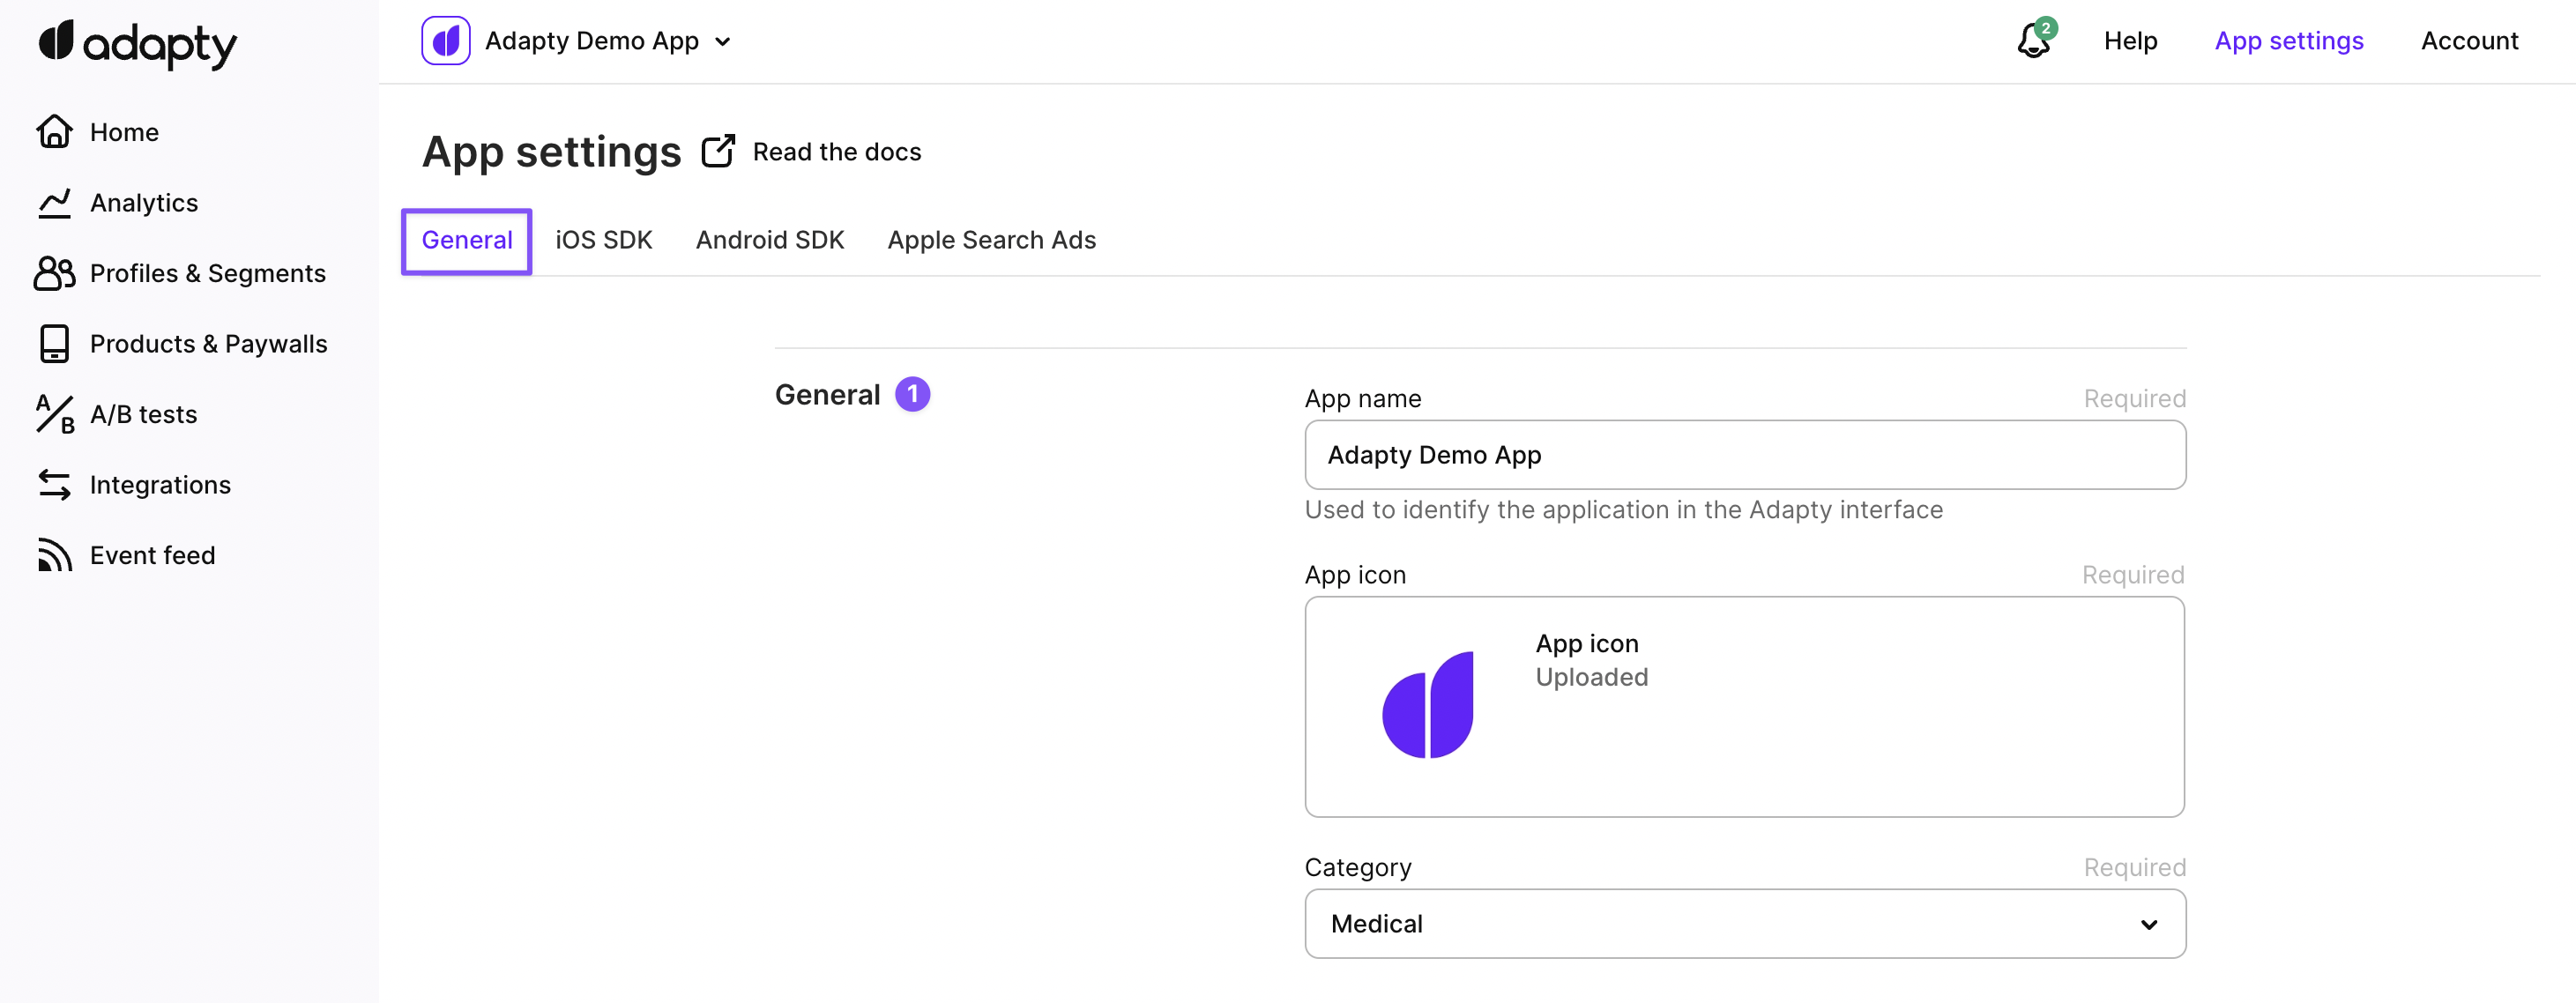 adapty
Adapty Demo App
2
Help
App settings
Account
Home
Analytics
Profiles & Segments
Products & Paywalls
A/B tests
Integrations
Event feed
App settings
Read the docs
General
iOS SDK
Android SDK
Apple Search Ads
General 1
App name
Required
Adapty Demo App
Used to identify the application in the Adapty interface
App icon
Required
App icon
Uploaded
Category
Required
Medical